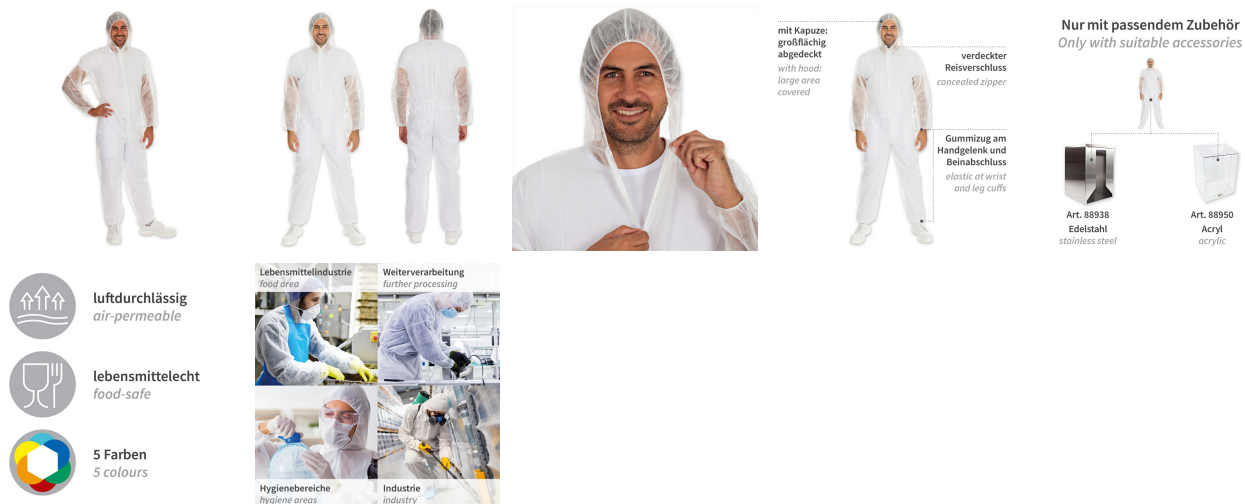 mit Kapuze:
großflächig
abgedeckt
with hood:
large area
covered
verdeckter
Reisverschluss
concealed zipper
Gummizug am
Handgelenk und
Beinabschluss
elastic at wrist
and leg cuffs
Nur mit passendem Zubehör
Only with suitable accessories
Art. 88938
Edelstahl
stainless steel
Art. 88950
Acryl
acrylic
luftdurchlässig
air-permeable
lebensmittelecht
food-safe
5 Farben
5 colours
Lebensmittelindustrie
food area
Weiterverarbeitung
further processing
Hygienebereiche
hygiene areas
Industrie
industry